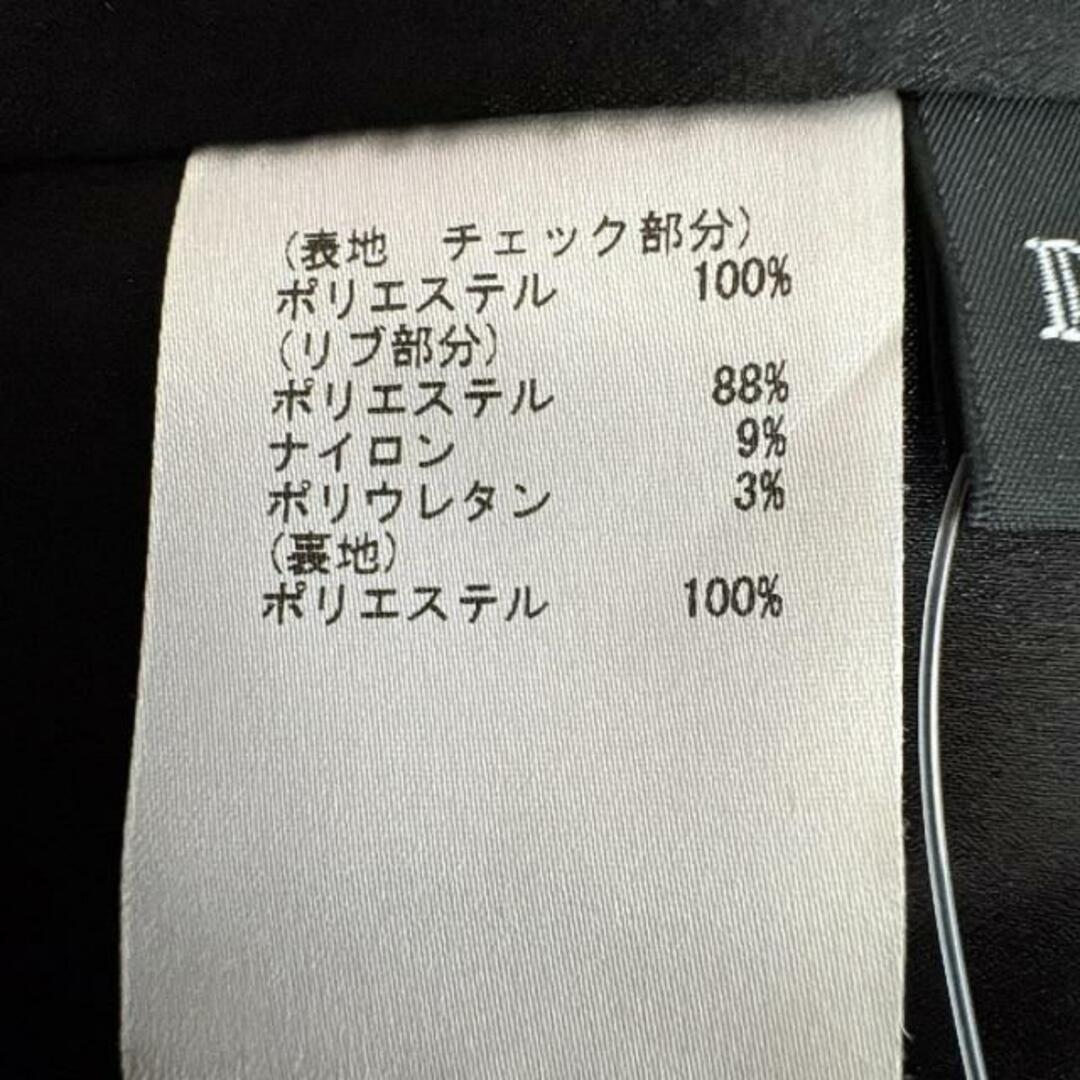 (表地　チェック部分)
ポリエステル 100%
(リブ部分)
ポリエステル 88%
ナイロン 9%
ポリウレタン 3%
(裏地)
ポリエステル 100%